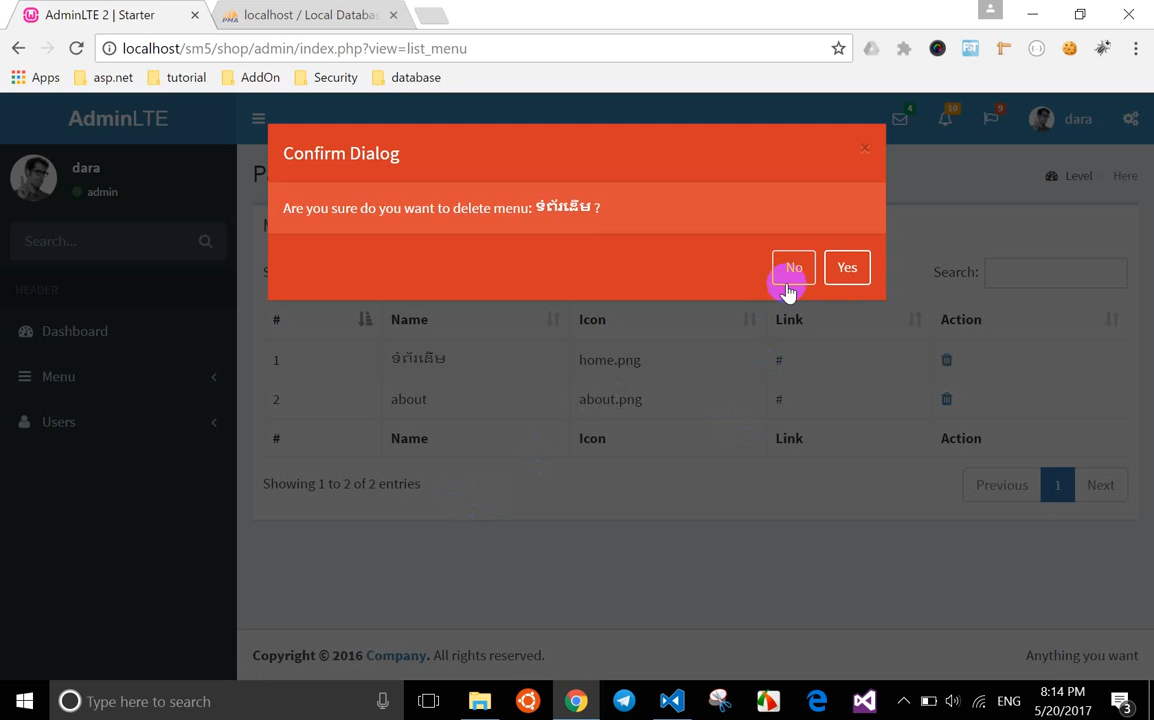 AdminLTE 2 | Starter
localhost / Local Databa
localhost/sm5/shop/admin/index.php?view=list_menu
Apps
asp.net
tutorial
AddOn
Security
database
AdminLTE
4
10
9
dara
Confirm Dialog
×
dara
admin
Level
Here
Are you sure do you want to delete menu: ទំព័រដើម ?
Search...
No
Yes
Search:
HEADER
# Name Icon Link Action
Dashboard
1 ទំព័រដើម home.png #
Menu
2 about about.png #
Users
# Name Icon Link Action
Showing 1 to 2 of 2 entries
Previous 1 Next
Copyright © 2016 Company. All rights reserved.
Anything you want
Type here to search
ENG
8:14 PM
5/20/2017
3